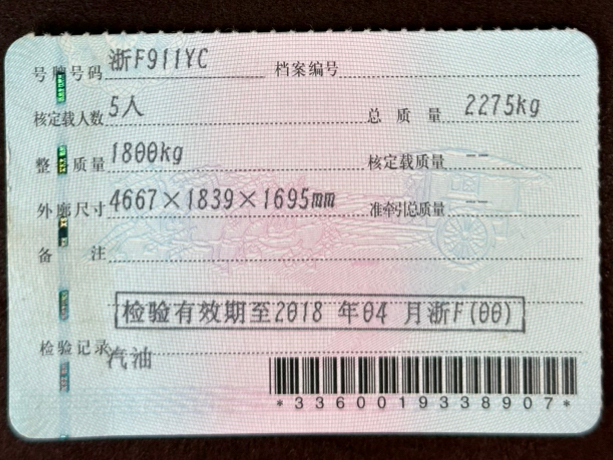 号牌号码 浙F911YC 档案编号
核定载人数 5人 总质量 2275kg
整备质量 1800kg 核定载质量 --
外廓尺寸 4667×1839×1695mm 准牵引总质量 --
备注
检验有效期至2018 年04 月浙F(00)
检验记录 汽油
*3360019338907*